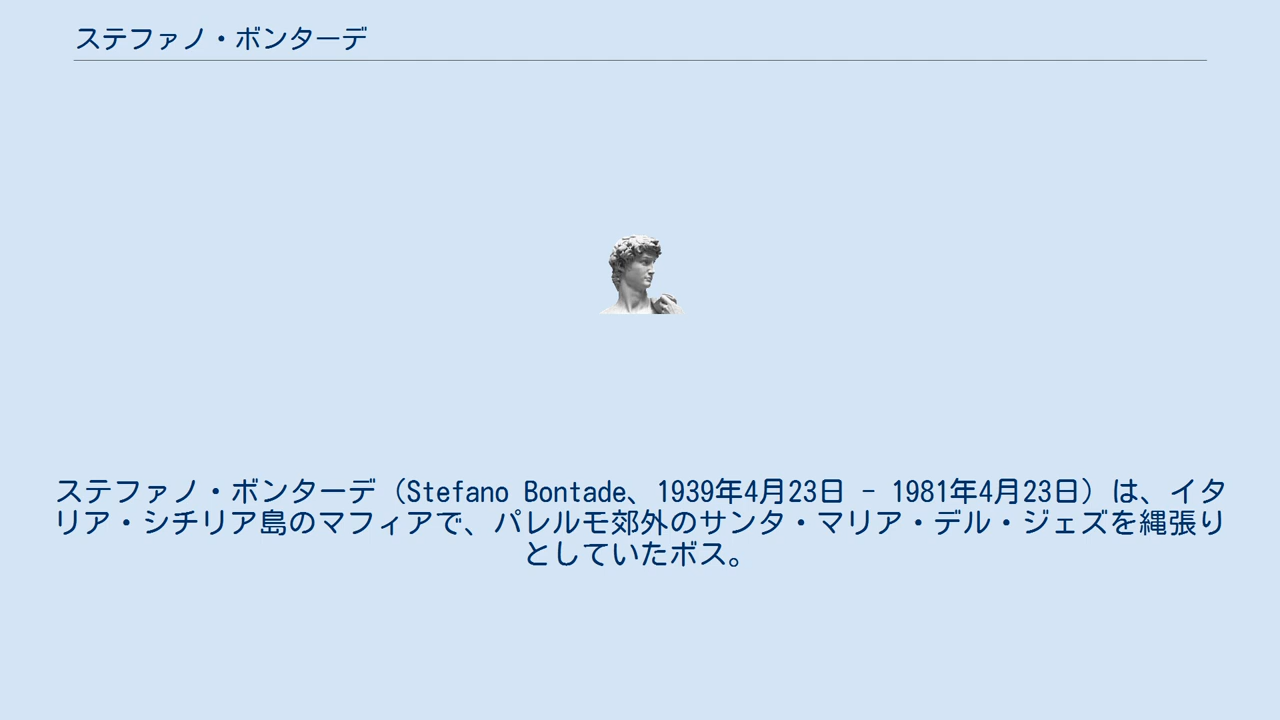 ステファノ・ボンターデ
ステファノ・ボンターデ（Stefano Bontade、1939年4月23日 - 1981年4月23日）は、イタ
リア・シチリア島のマフィアで、パレルモ郊外のサンタ・マリア・デル・ジェズを縄張り
としていたボス。